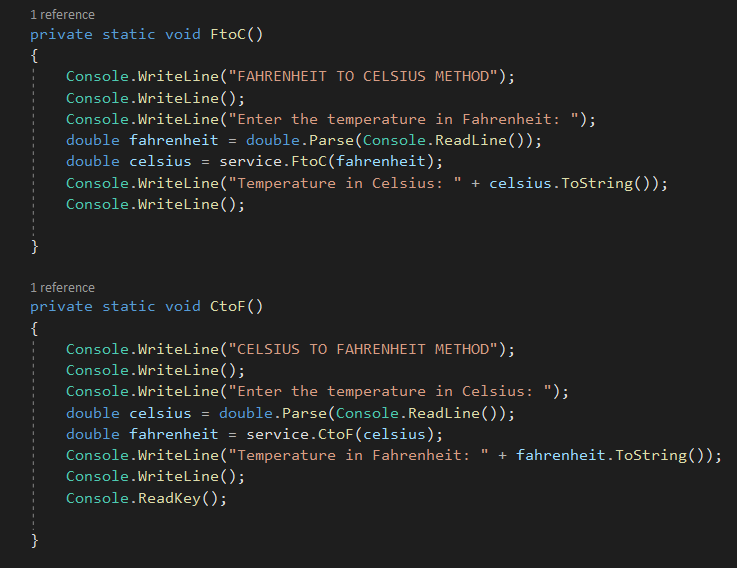 1 reference
private static void FtoC()
{
Console.WriteLine("FAHRENHEIT TO CELSIUS METHOD");
Console.WriteLine();
Console.WriteLine("Enter the temperature in Fahrenheit: ");
double fahrenheit = double.Parse(Console.ReadLine());
double celsius = service.FtoC(fahrenheit);
Console.WriteLine("Temperature in Celsius: " + celsius.ToString());
Console.WriteLine();
}
1 reference
private static void CtoF()
{
Console.WriteLine("CELSIUS TO FAHRENHEIT METHOD");
Console.WriteLine();
Console.WriteLine("Enter the temperature in Celsius: ");
double celsius = double.Parse(Console.ReadLine());
double fahrenheit = service.CtoF(celsius);
Console.WriteLine("Temperature in Fahrenheit: " + fahrenheit.ToString());
Console.WriteLine();
Console.ReadKey();
}